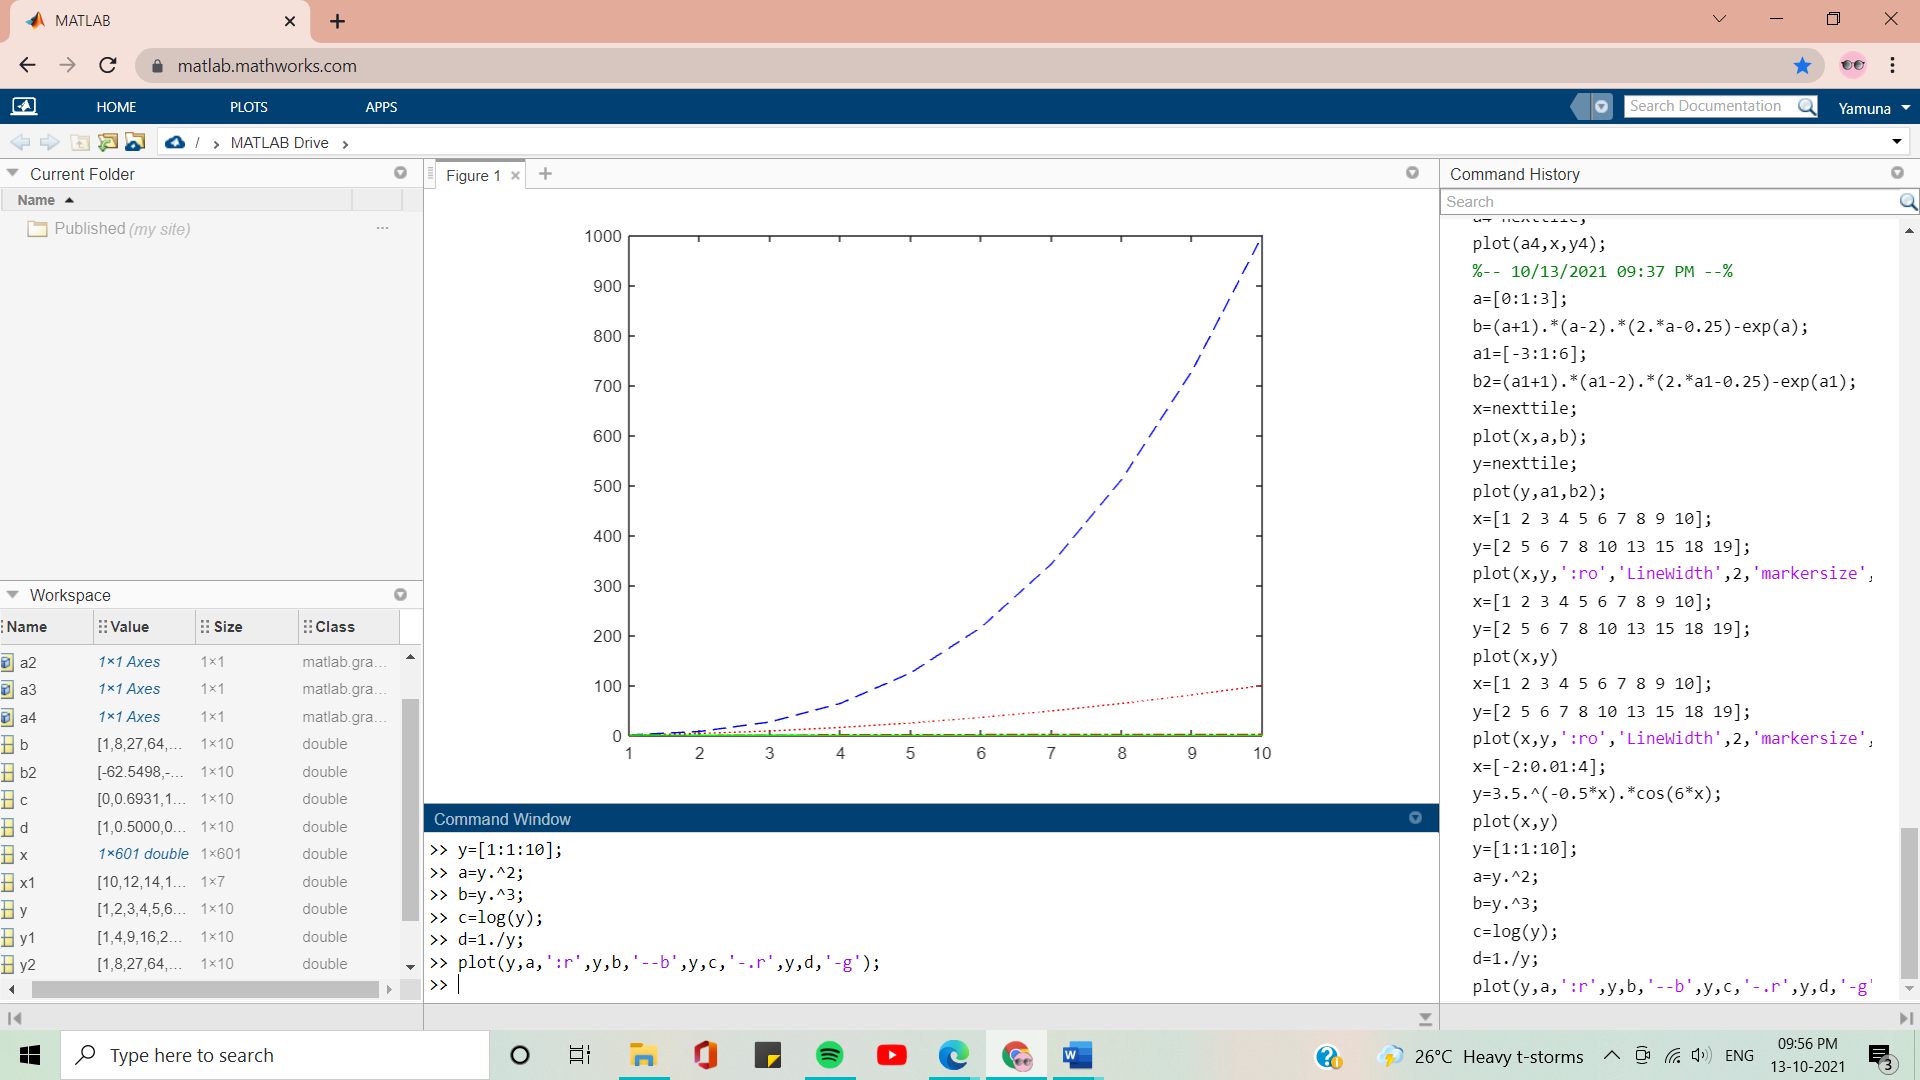 MATLAB
matlab.mathworks.com
HOME PLOTS APPS
Search Documentation
Yamuna
/ MATLAB Drive
Current Folder
Name
Published (my site)
Workspace
Name Value Size Class
a2 1×1 Axes 1×1 matlab.gra...
a3 1×1 Axes 1×1 matlab.gra...
a4 1×1 Axes 1×1 matlab.gra...
b [1,8,27,64,... 1×10 double
b2 [-62.5498,-... 1×10 double
c [0,0.6931,1... 1×10 double
d [1,0.5000,0... 1×10 double
x 1×601 double 1×601 double
x1 [10,12,14,1... 1×7 double
y [1,2,3,4,5,6... 1×10 double
y1 [1,4,9,16,2... 1×10 double
y2 [1,8,27,64,... 1×10 double
Figure 1
1000
900
800
700
600
500
400
300
200
100
0
1 2 3 4 5 6 7 8 9 10
Command Window
>> y=[1:1:10];
>> a=y.^2;
>> b=y.^3;
>> c=log(y);
>> d=1./y;
>> plot(y,a,':r',y,b,'--b',y,c,'-.r',y,d,'-g');
>>
Command History
Search
a4=nexttile;
plot(a4,x,y4);
%-- 10/13/2021 09:37 PM --%
a=[0:1:3];
b=(a+1).*(a-2).*(2.*a-0.25)-exp(a);
a1=[-3:1:6];
b2=(a1+1).*(a1-2).*(2.*a1-0.25)-exp(a1);
x=nexttile;
plot(x,a,b);
y=nexttile;
plot(y,a1,b2);
x=[1 2 3 4 5 6 7 8 9 10];
y=[2 5 6 7 8 10 13 15 18 19];
plot(x,y,':ro','LineWidth',2,'markersize',
x=[1 2 3 4 5 6 7 8 9 10];
y=[2 5 6 7 8 10 13 15 18 19];
plot(x,y)
x=[1 2 3 4 5 6 7 8 9 10];
y=[2 5 6 7 8 10 13 15 18 19];
plot(x,y,':ro','LineWidth',2,'markersize',
x=[-2:0.01:4];
y=3.5.^(-0.5*x).*cos(6*x);
plot(x,y)
y=[1:1:10];
a=y.^2;
b=y.^3;
c=log(y);
d=1./y;
plot(y,a,':r',y,b,'--b',y,c,'-.r',y,d,'-g'
Type here to search
26°C Heavy t-storms
ENG
09:56 PM
13-10-2021
3